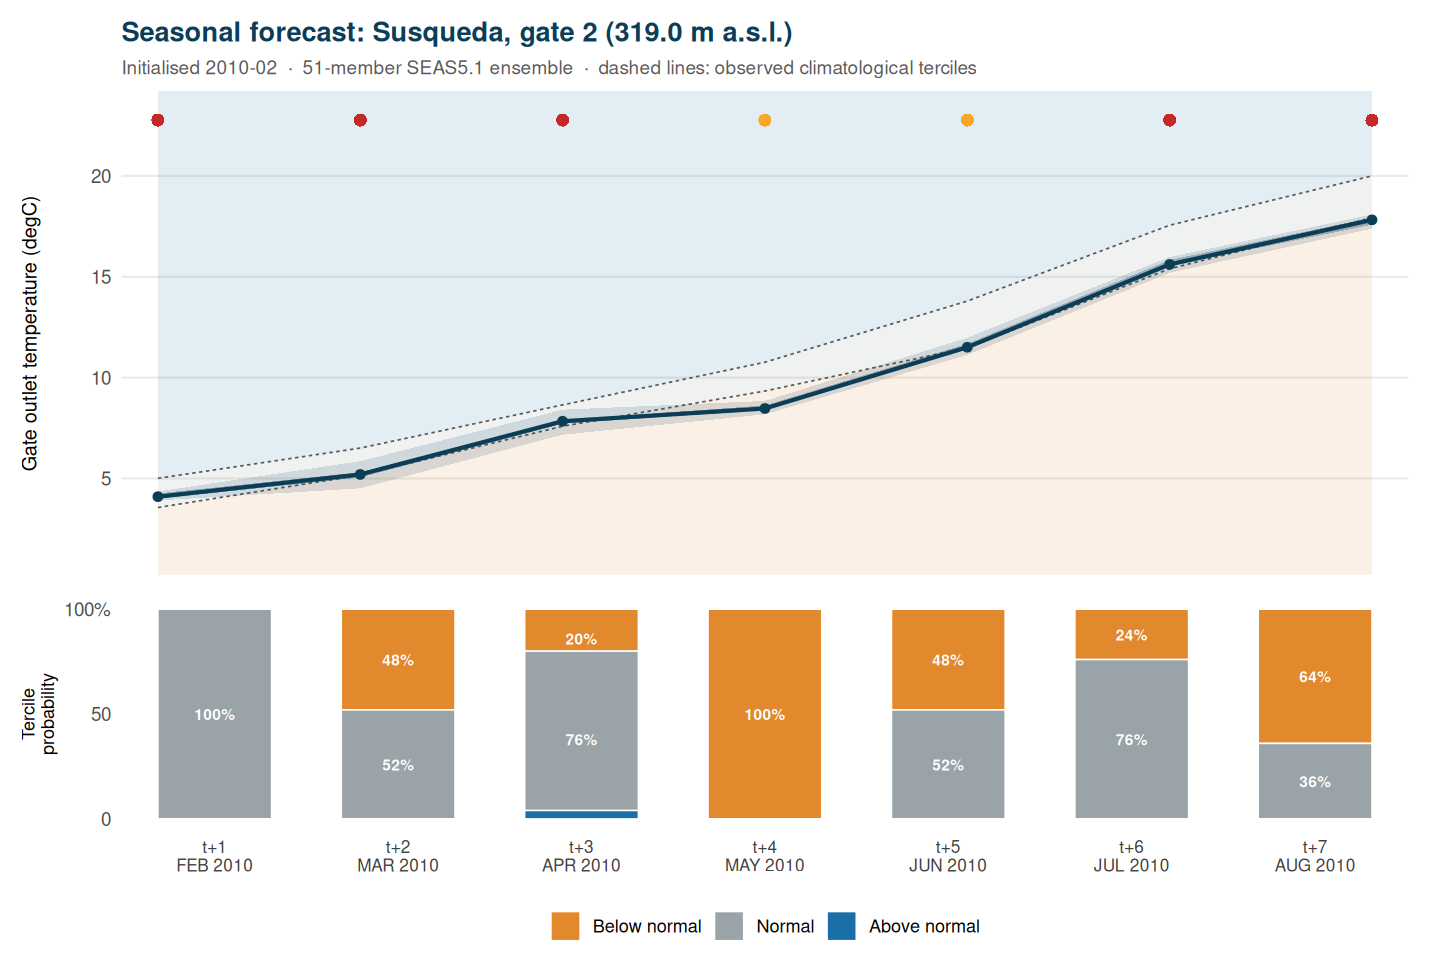 Seasonal forecast: Susqueda, gate 2 (319.0 m a.s.l.)
Initialised 2010-02 · 51-member SEAS5.1 ensemble · dashed lines: observed climatological terciles
Gate outlet temperature (degC)
20
15
10
5
Tercile
probability
100%
50
0
100%
48%
52%
20%
76%
100%
48%
52%
24%
76%
64%
36%
t+1
FEB 2010
t+2
MAR 2010
t+3
APR 2010
t+4
MAY 2010
t+5
JUN 2010
t+6
JUL 2010
t+7
AUG 2010
Below normal
Normal
Above normal